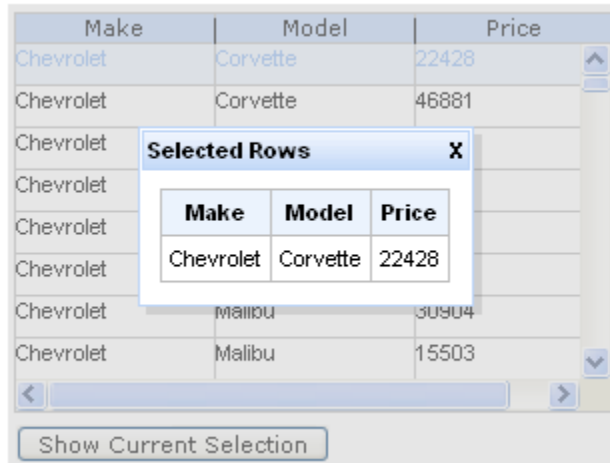 Make Model Price
Chevrolet Corvette 22428
Chevrolet Corvette 46881
Chevrolet
Selected Rows X
Chevrolet
Make Model Price
Chevrolet
Chevrolet Corvette 22428
Chevrolet
Chevrolet Malibu 30904
Chevrolet Malibu 15503
Show Current Selection